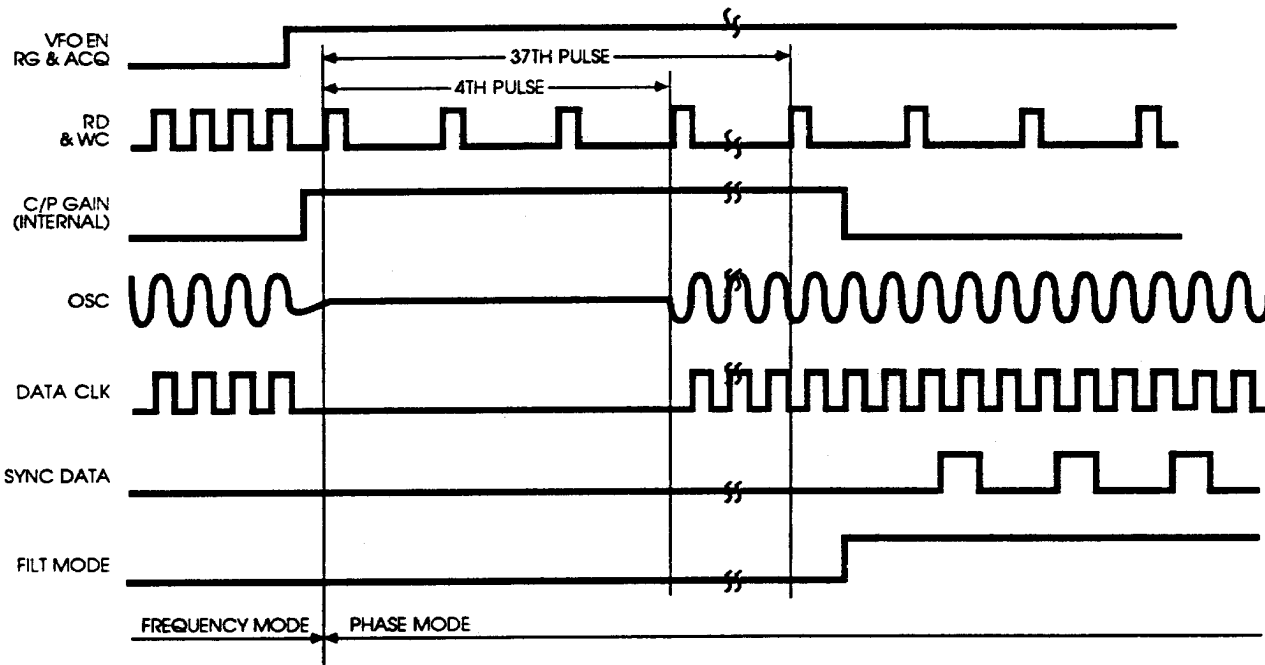 VFO EN
RG & ACQ
37TH PULSE
4TH PULSE
RD
& WC
C/P GAIN
(INTERNAL)
OSC
DATA CLK
SYNC DATA
FILT MODE
FREQUENCY MODE
PHASE MODE